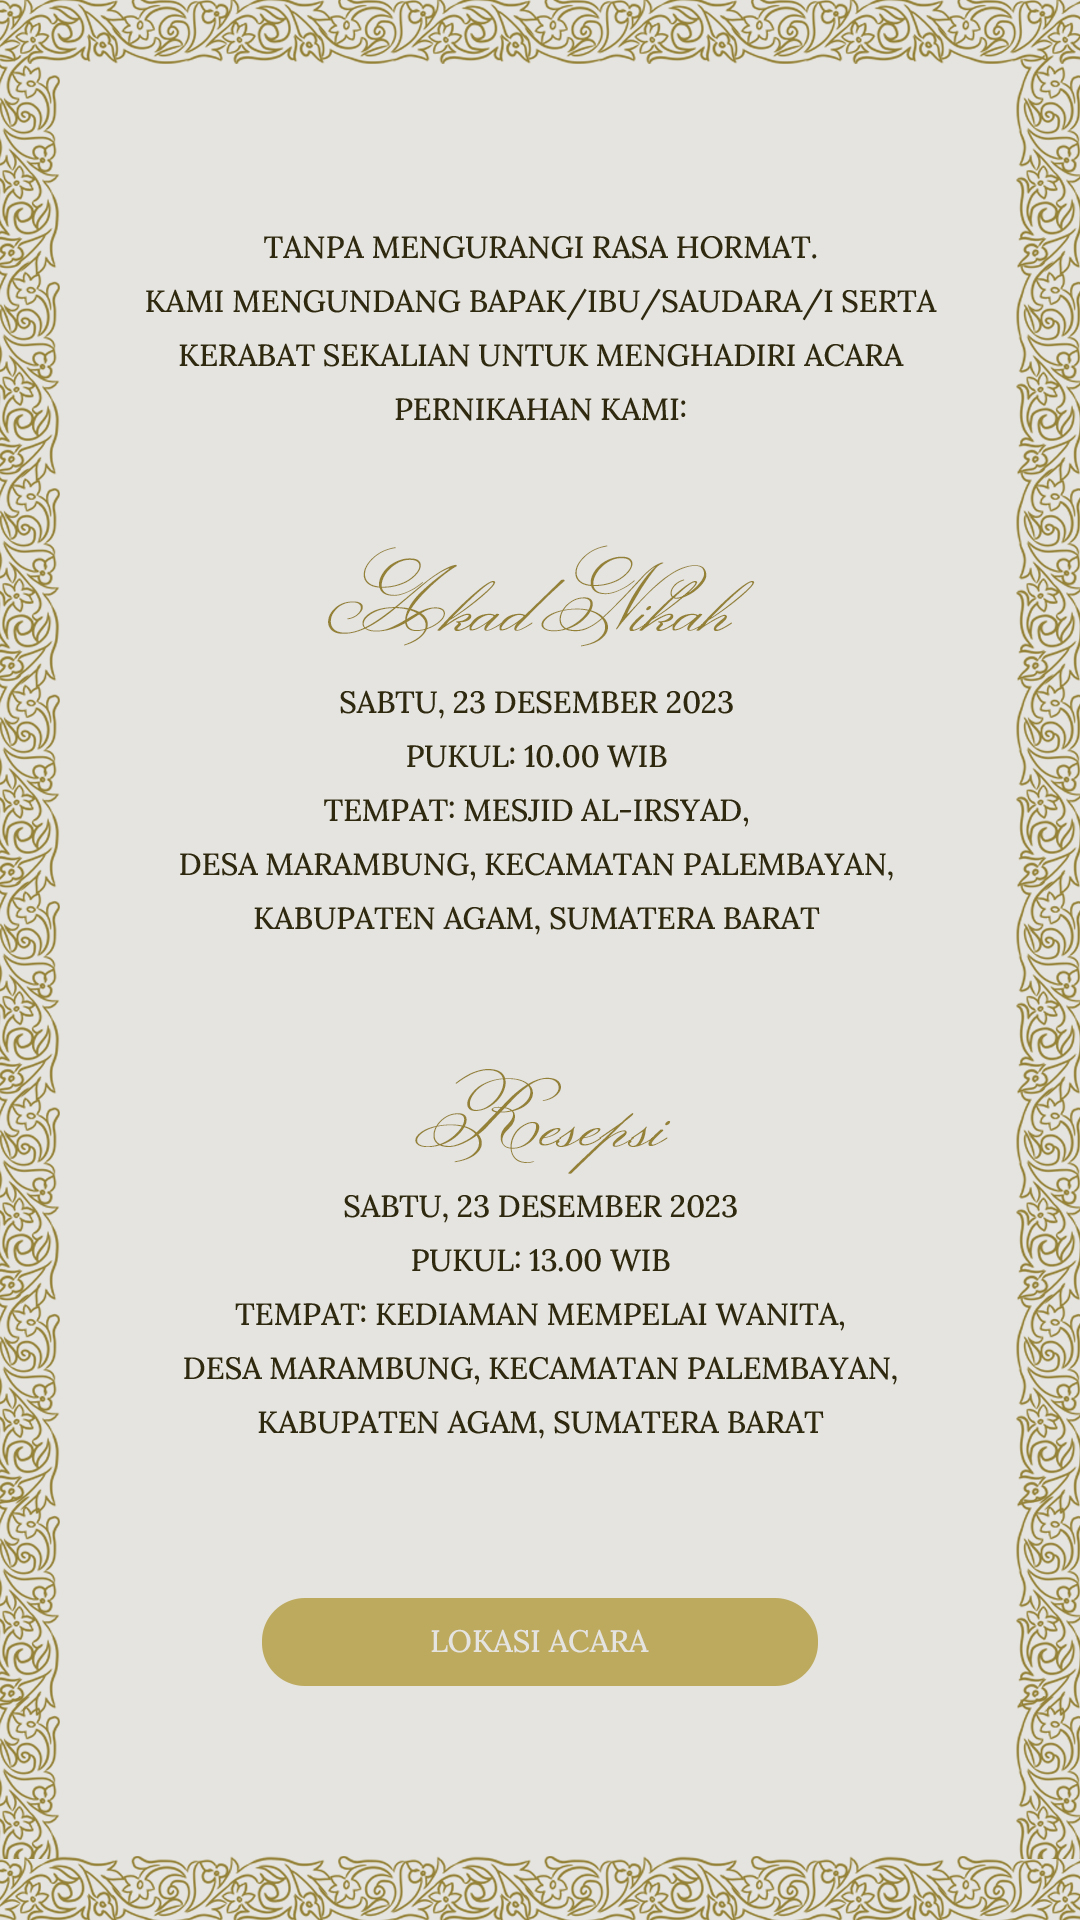 TANPA MENGURANGI RASA HORMAT.
KAMI MENGUNDANG BAPAK/IBU/SAUDARA/I SERTA
KERABAT SEKALIAN UNTUK MENGHADIRI ACARA
PERNIKAHAN KAMI:
Akad Nikah
SABTU, 23 DESEMBER 2023
PUKUL: 10.00 WIB
TEMPAT: MESJID AL-IRSYAD,
DESA MARAMBUNG, KECAMATAN PALEMBAYAN,
KABUPATEN AGAM, SUMATERA BARAT
Resepsi
SABTU, 23 DESEMBER 2023
PUKUL: 13.00 WIB
TEMPAT: KEDIAMAN MEMPELAI WANITA,
DESA MARAMBUNG, KECAMATAN PALEMBAYAN,
KABUPATEN AGAM, SUMATERA BARAT
LOKASI ACARA